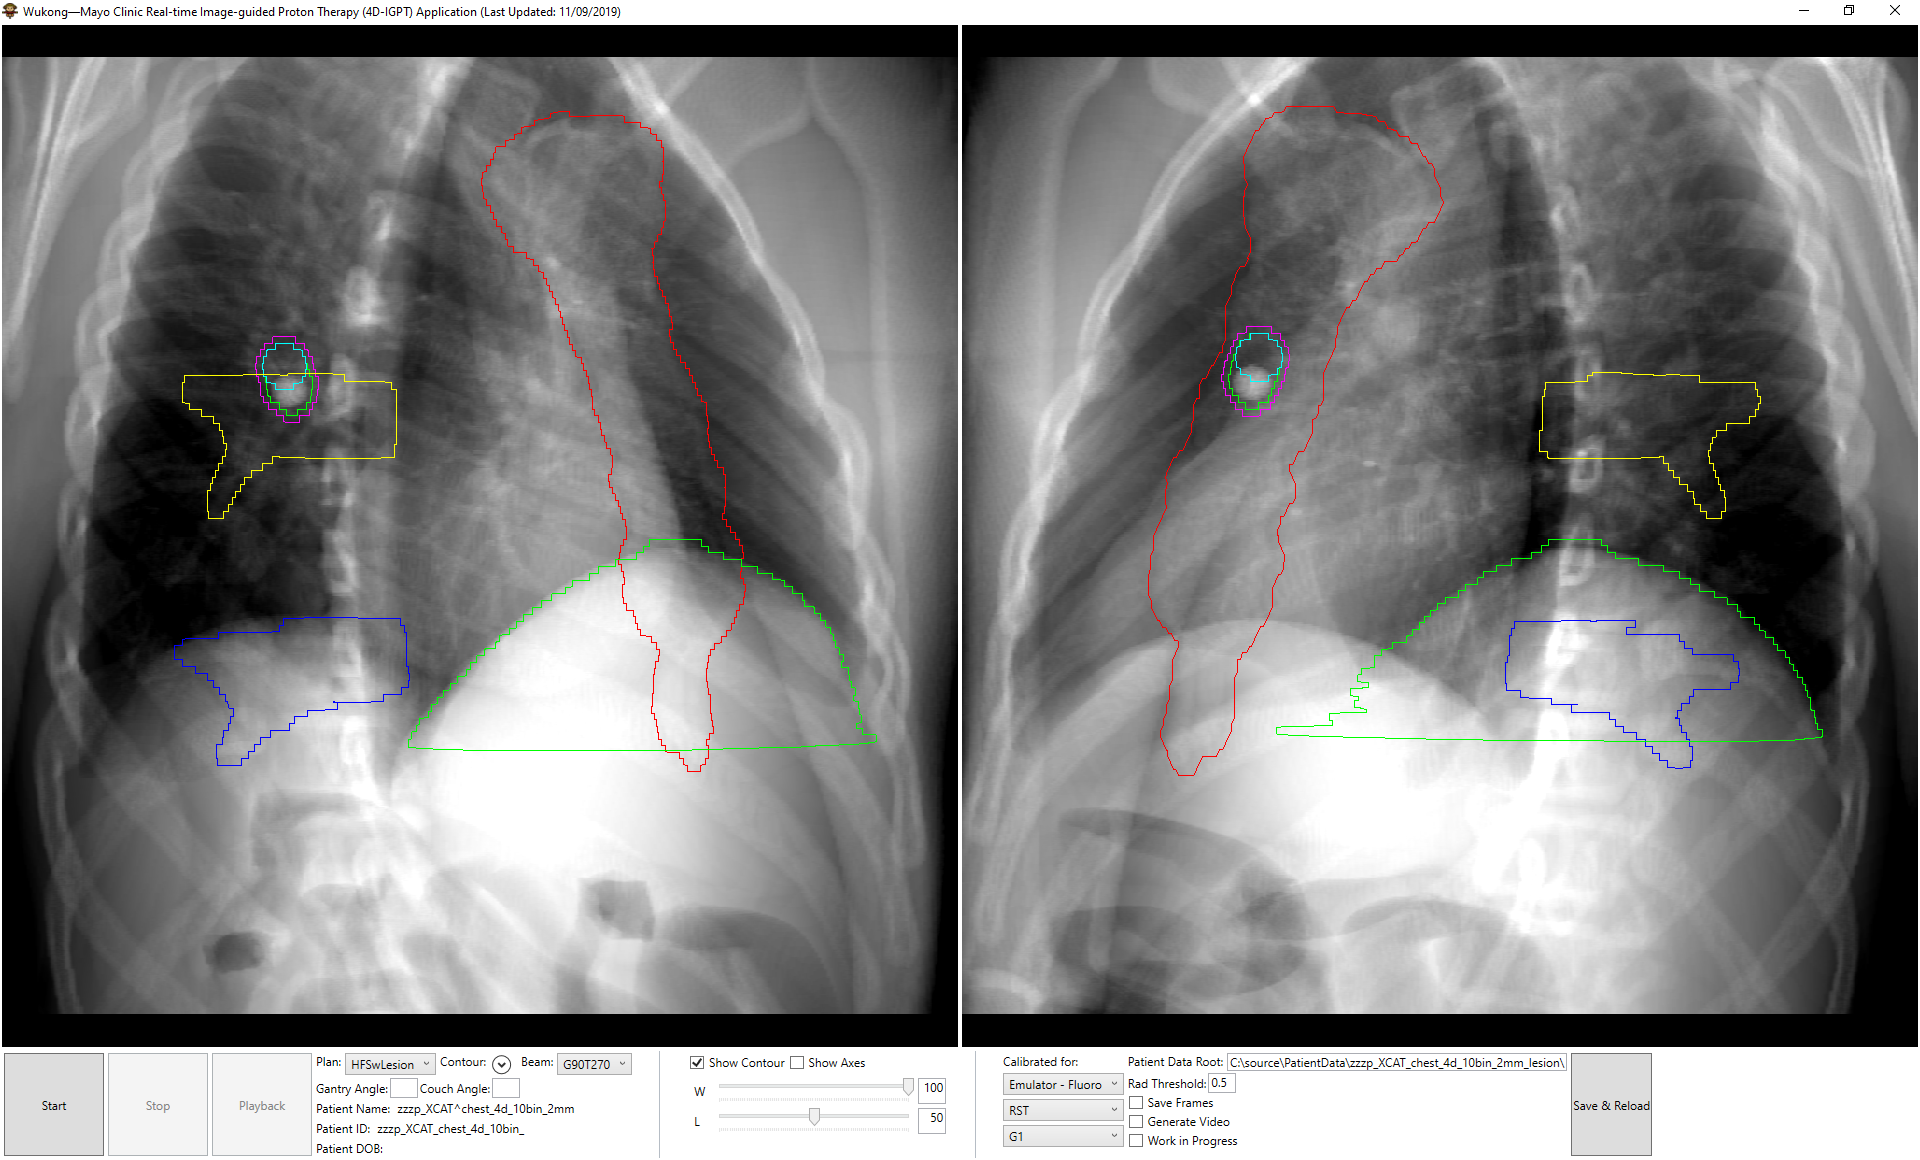 Wukong—Mayo Clinic Real-time Image-guided Proton Therapy (4D-IGPT) Application (Last Updated: 11/09/2019)
Start
Stop
Playback
Plan: HFSwLesion Contour: Beam: G90T270
Gantry Angle: Couch Angle:
Patient Name: zzzp_XCAT^chest_4d_10bin_2mm
Patient ID: zzzp_XCAT_chest_4d_10bin_
Patient DOB:
Show Contour Show Axes
W 100
L 50
Calibrated for:
Emulator - Fluoro
RST
G1
Patient Data Root: C:\source\PatientData\zzzp_XCAT_chest_4d_10bin_2mm_lesion\
Rad Threshold: 0.5
Save Frames
Generate Video
Work in Progress
Save & Reload